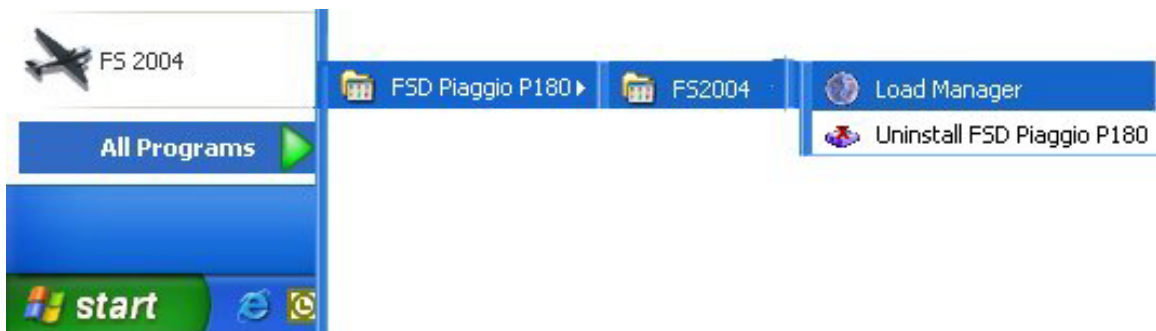 FS 2004
FSD Piaggio P180
FS2004
Load Manager
Uninstall FSD Piaggio P180
All Programs
start